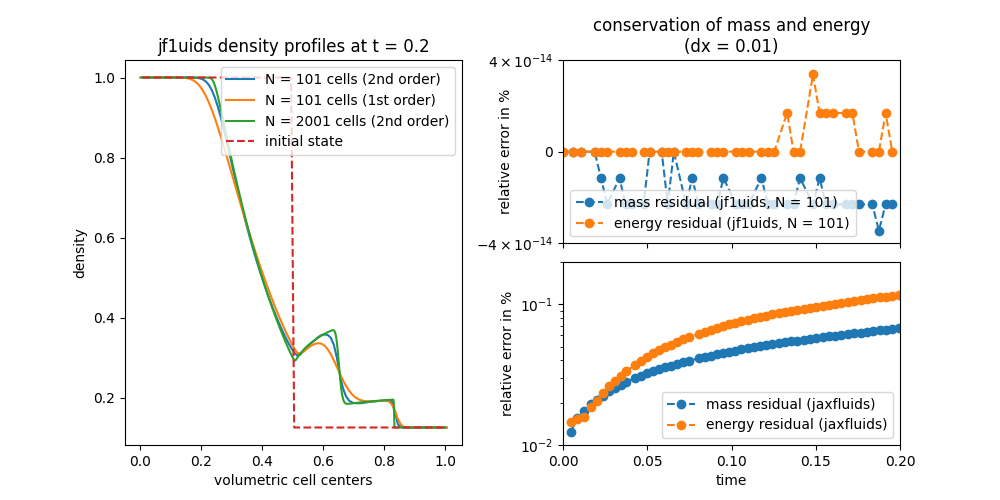 jf1uids density profiles at t = 0.2
N = 101 cells (2nd order)
N = 101 cells (1st order)
N = 2001 cells (2nd order)
initial state
density
1.0
0.8
0.6
0.4
0.2
0.0 0.2 0.4 0.6 0.8 1.0
volumetric cell centers
conservation of mass and energy
(dx = 0.01)
relative error in %
4 × 10⁻¹⁴
0
−4 × 10⁻¹⁴
mass residual (jf1uids, N = 101)
energy residual (jf1uids, N = 101)
relative error in %
10⁻¹
10⁻²
mass residual (jaxfluids)
energy residual (jaxfluids)
0.00 0.05 0.10 0.15 0.20
time